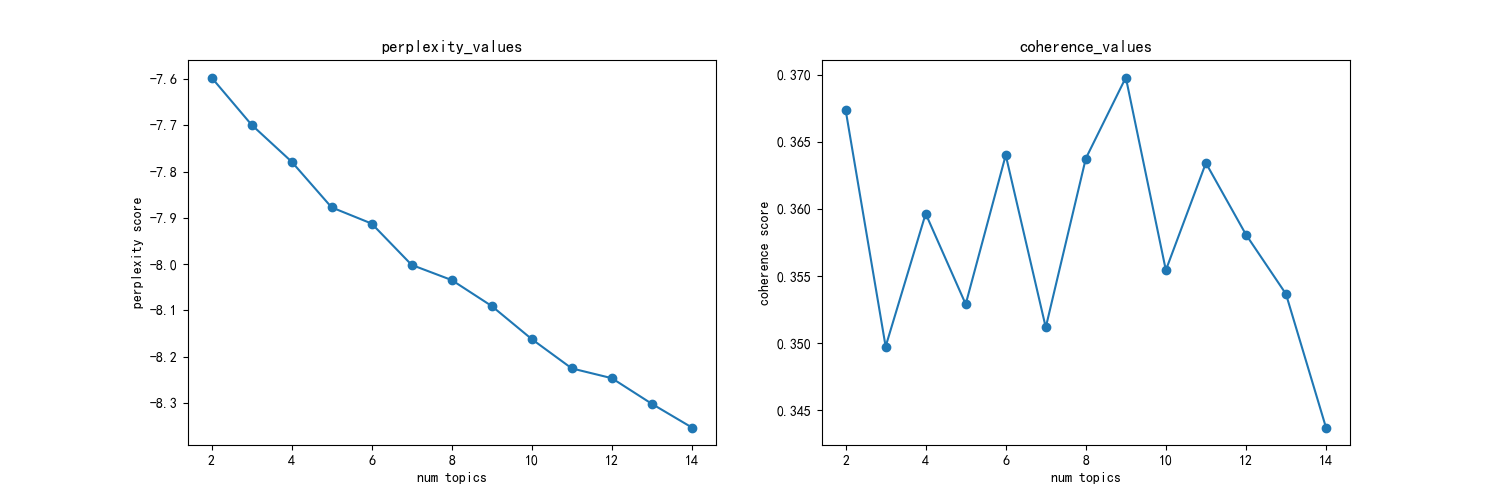 perplexity_values
perplexity score
-7.6
-7.7
-7.8
-7.9
-8.0
-8.1
-8.2
-8.3
2 4 6 8 10 12 14
num topics
coherence_values
coherence score
0.370
0.365
0.360
0.355
0.350
0.345
2 4 6 8 10 12 14
num topics